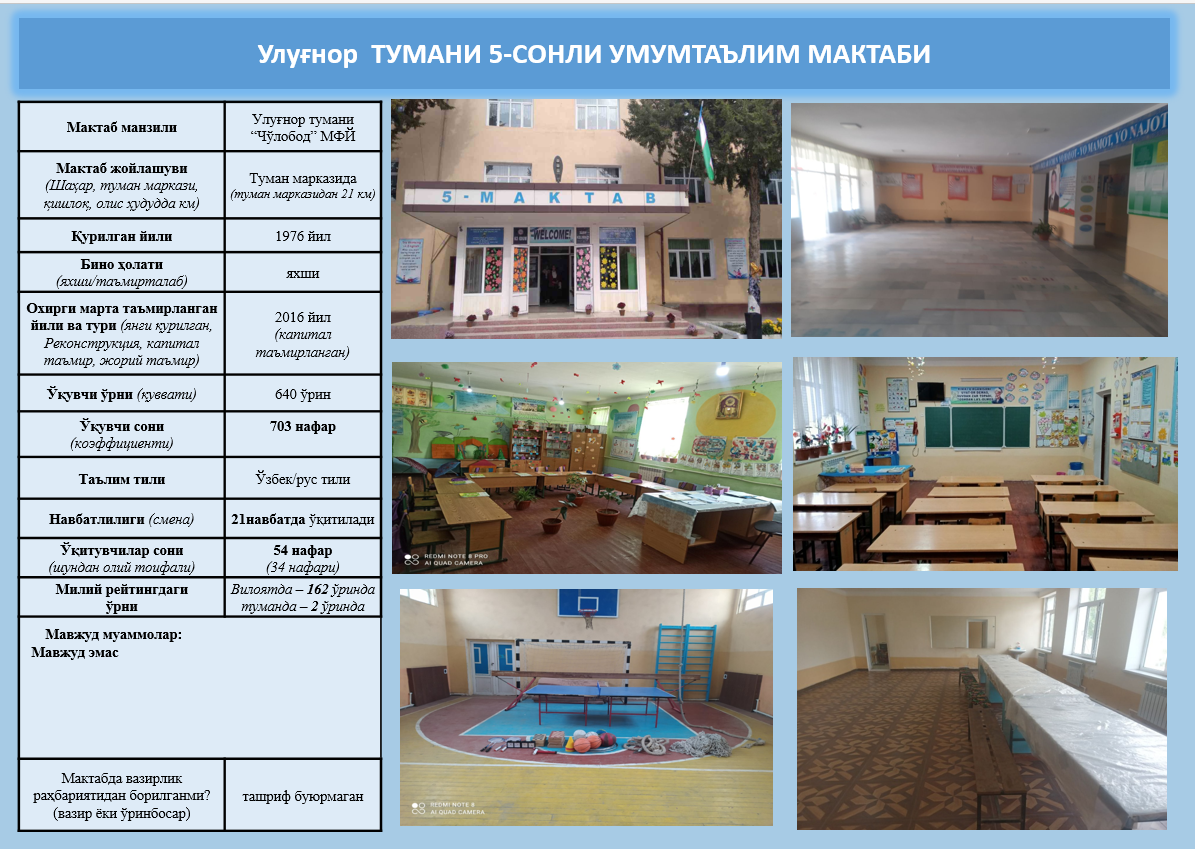 Улуғнор ТУМАНИ 5-СОНЛИ УМУМТАЪЛИМ МАКТАБИ
Мактаб манзили
Улуғнор тумани
“Чўлобод” МФЙ
Мактаб жойлашуви
(Шаҳар, туман маркази,
қишлоқ, олис ҳудудда км)
Туман марказида
(туман марказидан 21 км)
Қурилган йили
1976 йил
Бино ҳолати
(яхши/таъмирталаб)
яхши
Охирги марта таъмирланган
йили ва тури (янги қурилган,
Реконструкция, капитал
таъмир, жорий таъмир)
2016 йил
(капитал
таъмирланган)
Ўқувчи ўрни (қуввати)
640 ўрин
Ўқувчи сони
(коэффициенти)
703 нафар
Таълим тили
Ўзбек/рус тили
Навбатлилиги (смена)
21навбатда ўқитилади
Ўқитувчилар сони
(шундан олий тоифали)
54 нафар
(34 нафари)
Милий рейтингдаги
ўрни
Вилоятда – 162 ўринда
туманда – 2 ўринда
Мавжуд муаммолар:
Мавжуд эмас
Мактабда вазирлик
раҳбариятидан борилганми?
(вазир ёки ўринбосар)
ташриф буюрмаган
5-МАКТАВ
WELCOME!
YO MAMOT, YO NAJOT
REDMI NOTE 8 PRO
AI QUAD CAMERA
REDMI NOTE 8
AI QUAD CAMERA